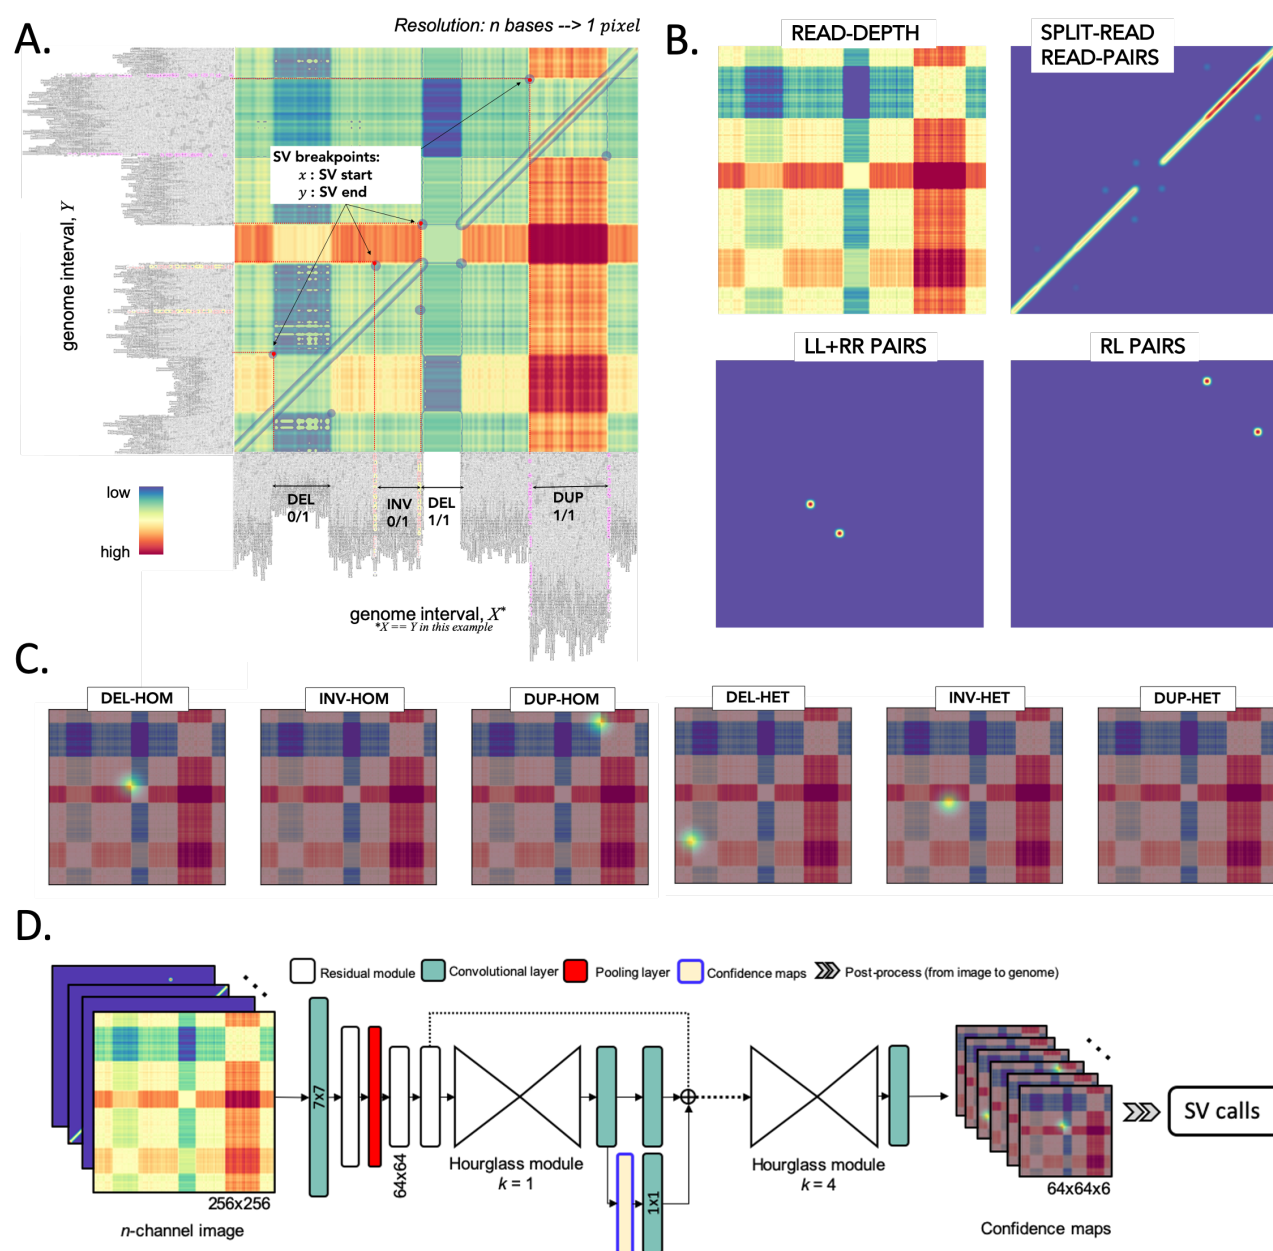 A.
Resolution: n bases --> 1 pixel
SV breakpoints:
x : SV start
y : SV end
genome interval, Y
low
high
DEL
0/1
INV
0/1
DEL
1/1
DUP
1/1
genome interval, X*
*X == Y in this example
B.
READ-DEPTH
SPLIT-READ
READ-PAIRS
LL+RR PAIRS
RL PAIRS
C.
DEL-HOM
INV-HOM
DUP-HOM
DEL-HET
INV-HET
DUP-HET
D.
Residual module
Convolutional layer
Pooling layer
Confidence maps
Post-process (from image to genome)
7x7
64x64
Hourglass module
k = 1
1x1
Hourglass module
k = 4
256x256
n-channel image
64x64x6
Confidence maps
SV calls